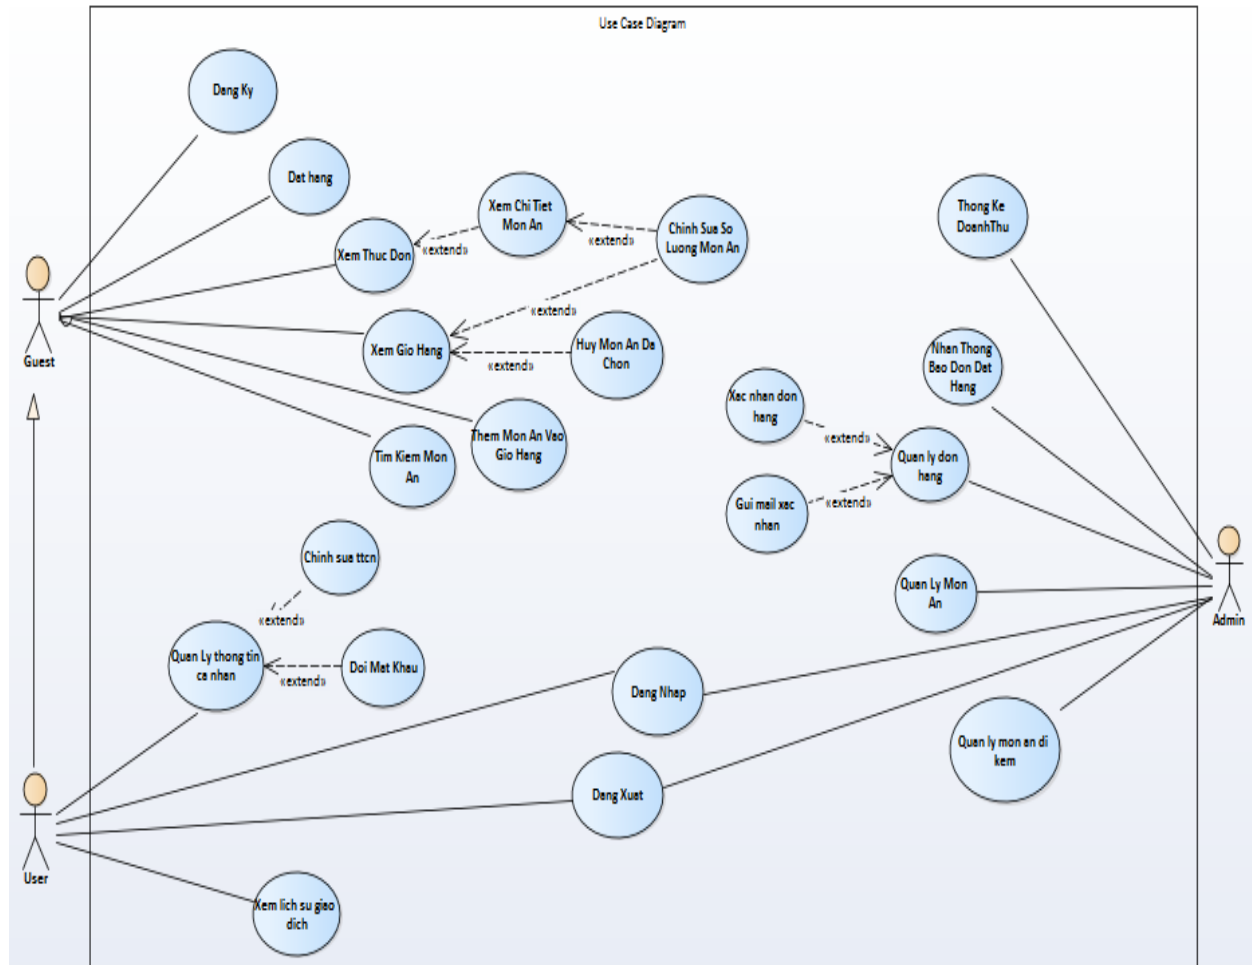 Use Case Diagram
Dang Ky
Dat hang
Xem Chi Tiet
Mon An
Chinh Sua So
Luong Mon An
Thong Ke
DoanhThu
Xem Thuc Don
«extend»
«extend»
«extend»
Guest
Xem Gio Hang
«extend»
Huy Mon An Da
Chon
Nhan Thong
Bao Don Dat
Hang
Xac nhan don
hang
«extend»
Them Mon An Vao
Gio Hang
Tim Kiem Mon
An
Quan ly don
hang
Gui mail xac
nhan
«extend»
Chinh sua ttcn
«extend»
Quan Ly Mon
An
Admin
Quan Ly thong tin
ca nhan
«extend»
Doi Mat Khau
Dang Nhap
Quan ly mon an di
kem
Dang Xuat
User
Xem lich su giao
dich